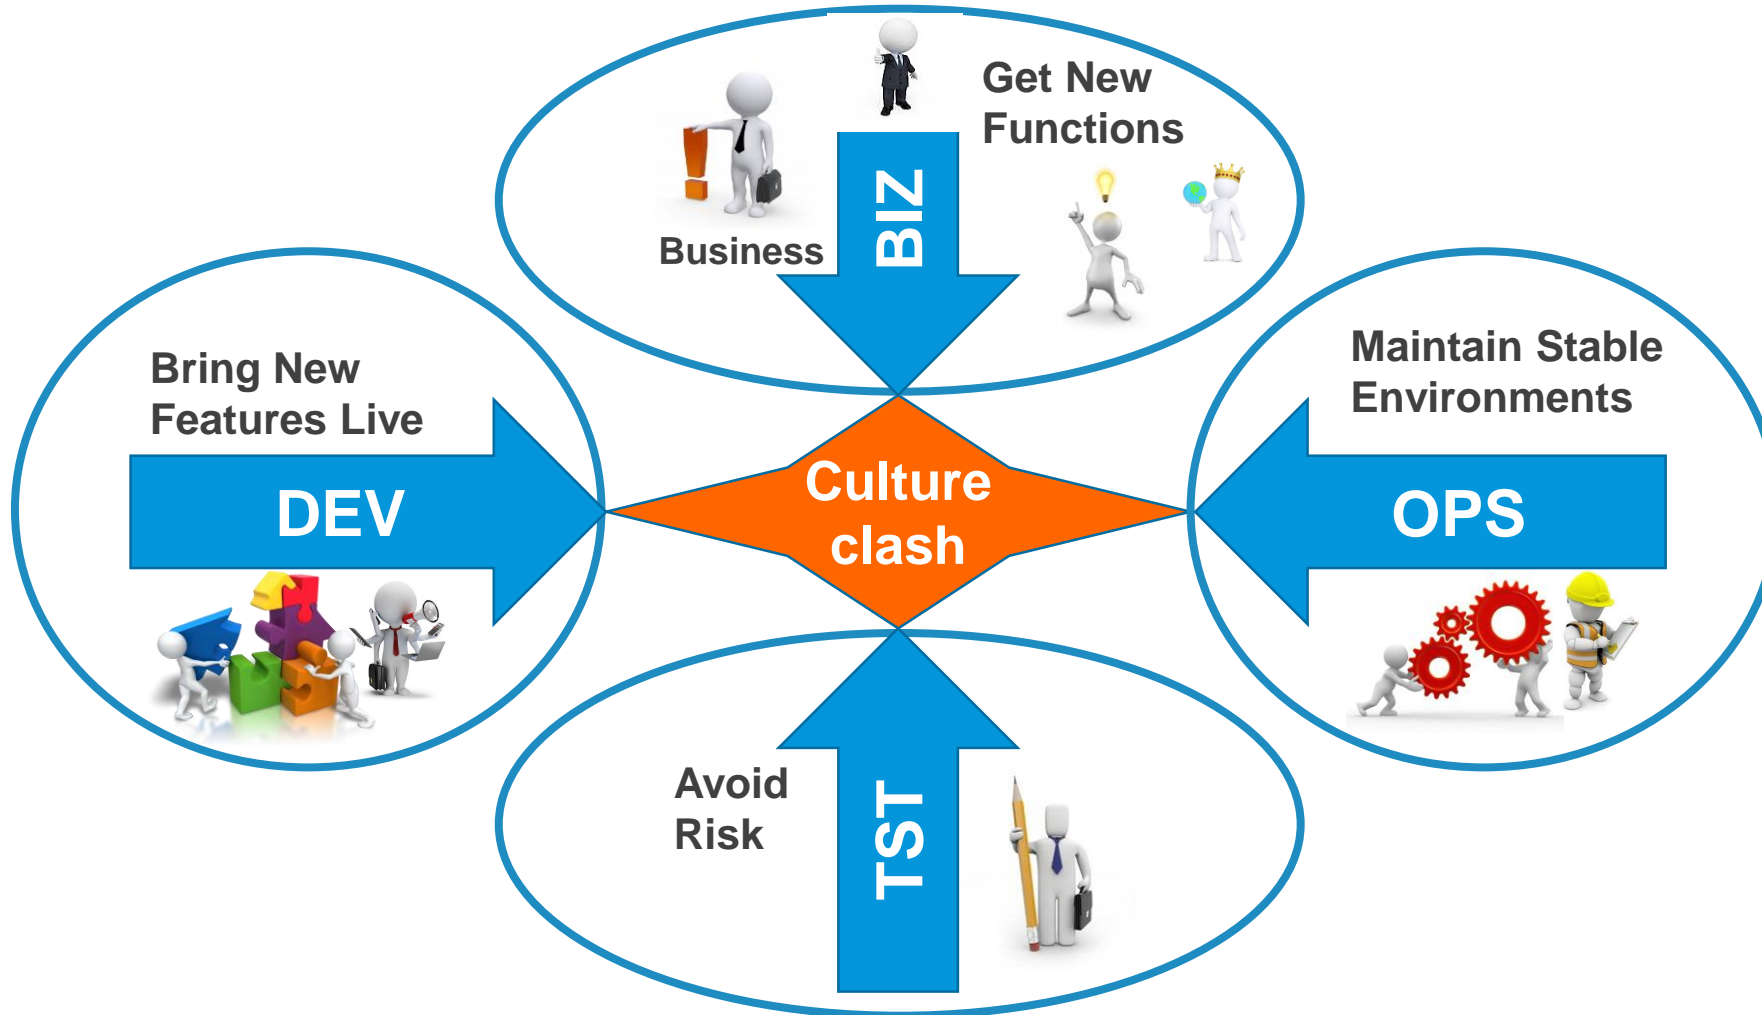 Get New
Functions
BIZ
Business
Bring New
Features Live
DEV
Maintain Stable
Environments
OPS
Culture
clash
Avoid
Risk
TST